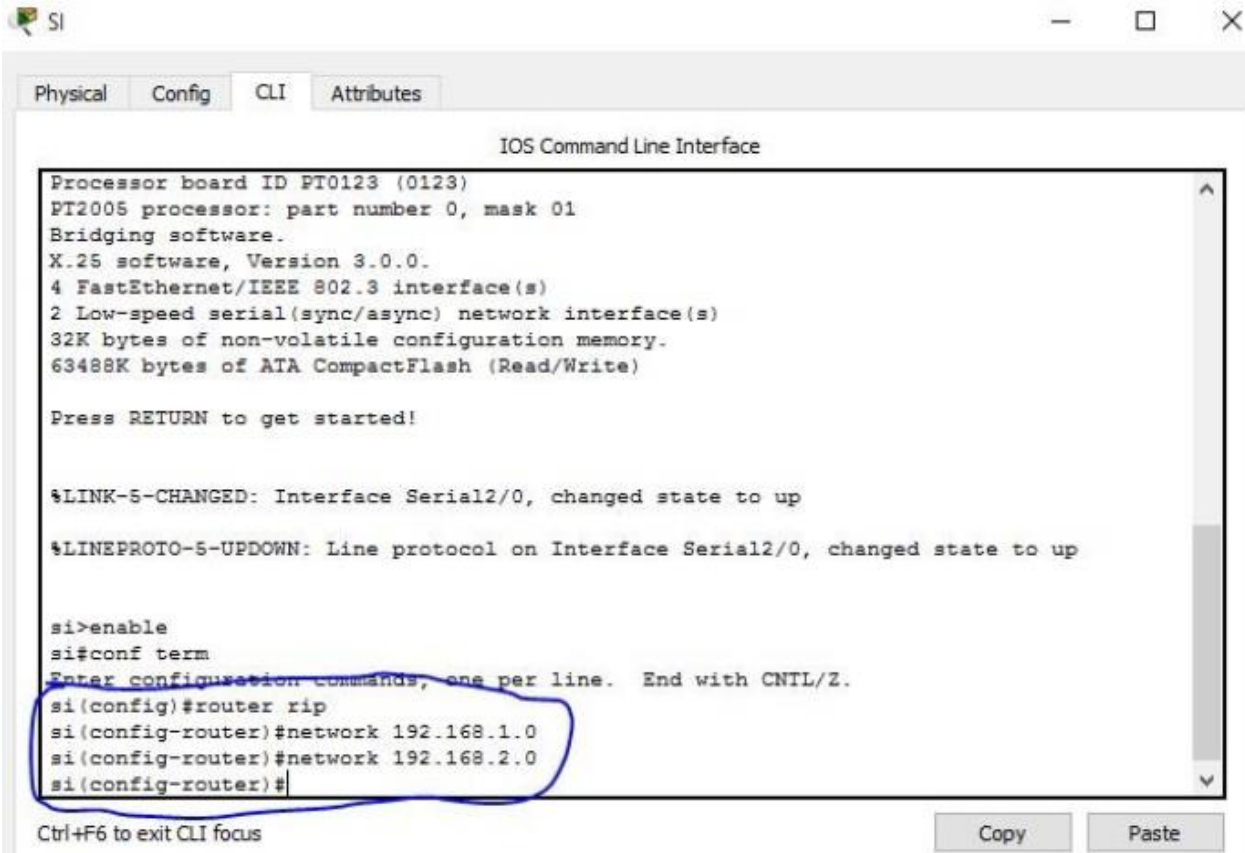 SI
Physical Config CLI Attributes
IOS Command Line Interface
Processor board ID PT0123 (0123)
PT2005 processor: part number 0, mask 01
Bridging software.
X.25 software, Version 3.0.0.
4 FastEthernet/IEEE 802.3 interface(s)
2 Low-speed serial(sync/async) network interface(s)
32K bytes of non-volatile configuration memory.
63488K bytes of ATA CompactFlash (Read/Write)
Press RETURN to get started!
%LINK-5-CHANGED: Interface Serial2/0, changed state to up
%LINEPROTO-5-UPDOWN: Line protocol on Interface Serial2/0, changed state to up
si>enable
si#conf term
Enter configuration commands, one per line. End with CNTL/Z.
si(config)#router rip
si(config-router)#network 192.168.1.0
si(config-router)#network 192.168.2.0
si(config-router)#
Ctrl+F6 to exit CLI focus
Copy Paste